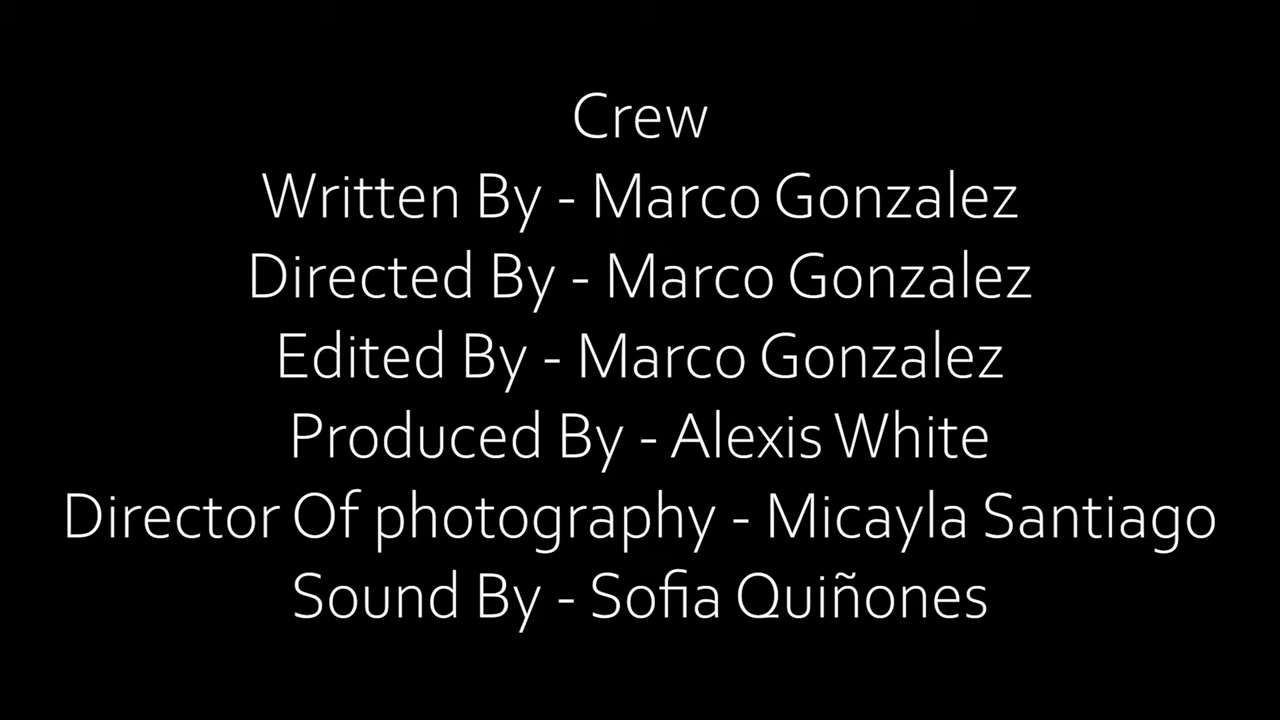 Crew
Written By - Marco Gonzalez
Directed By - Marco Gonzalez
Edited By - Marco Gonzalez
Produced By - Alexis White
Director Of photography - Micayla Santiago
Sound By - Sofia Quiñones